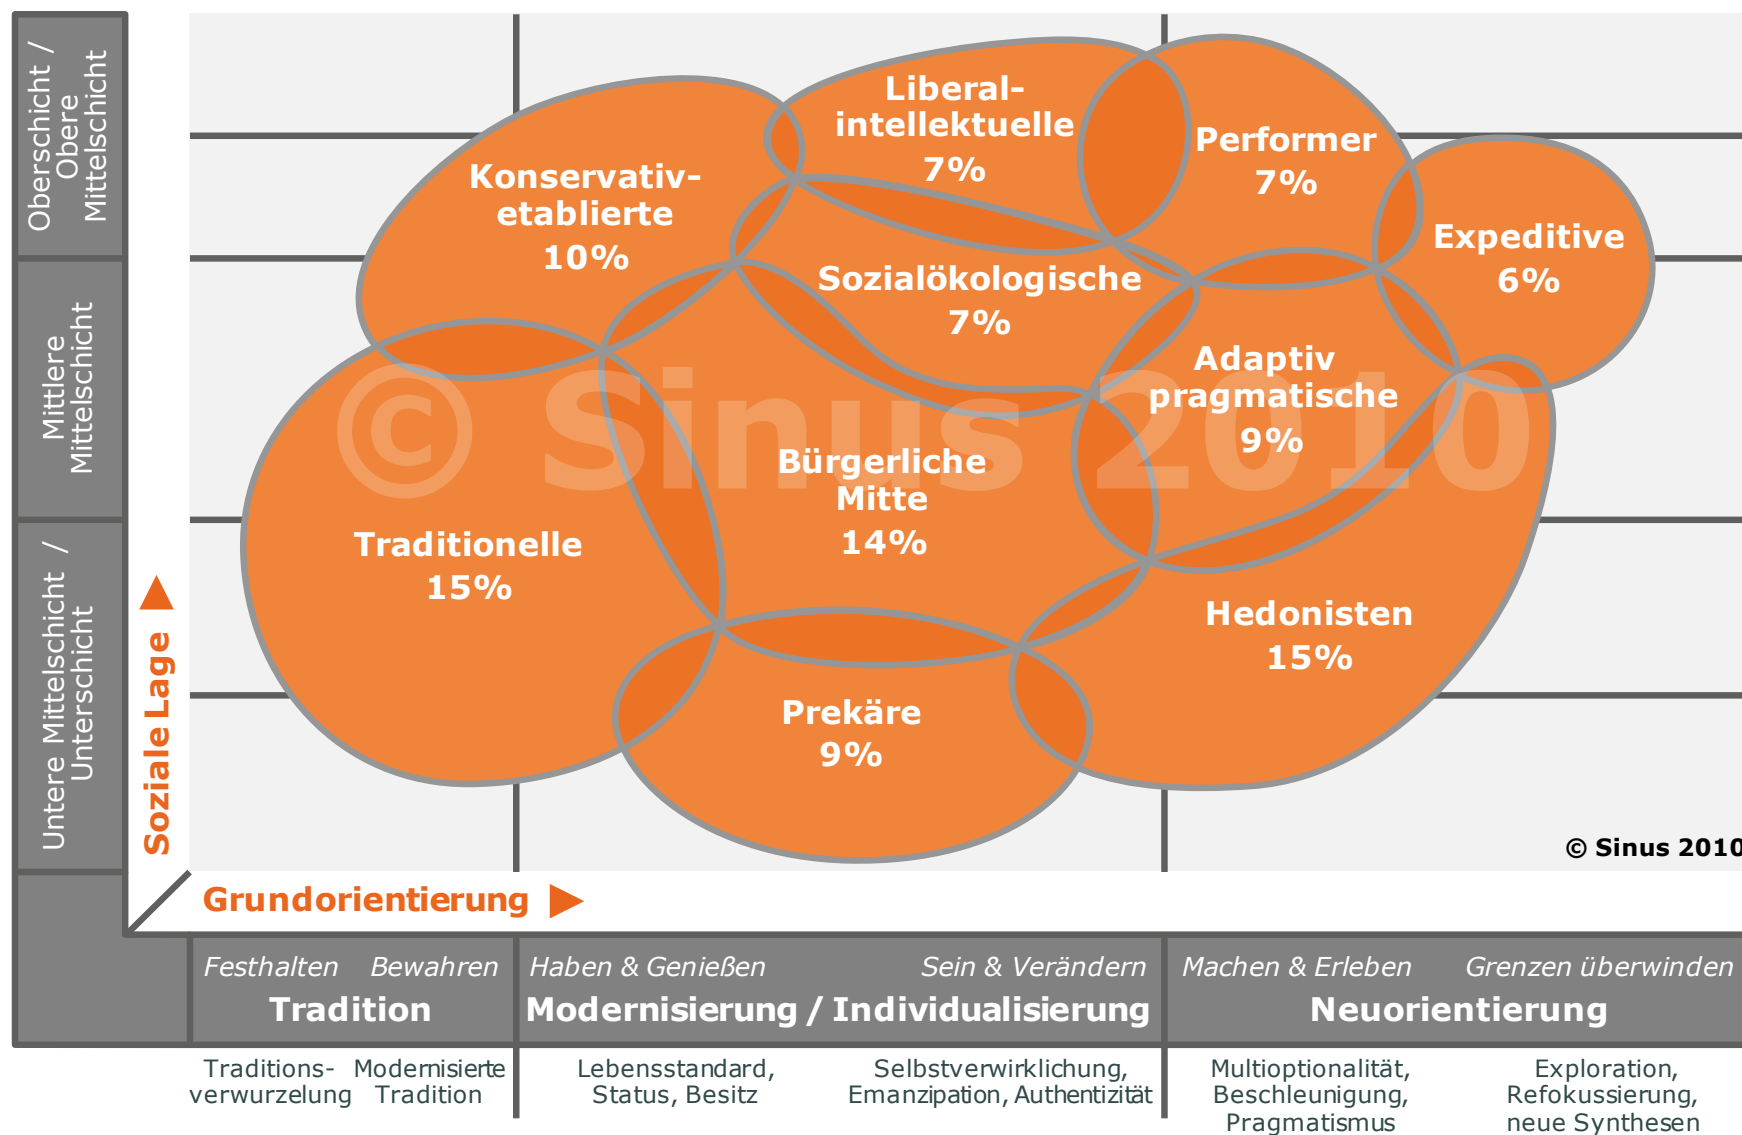 Oberschicht /
Obere
Mittelschicht
Mittlere
Mittelschicht
Untere Mittelschicht /
Unterschicht
Soziale Lage
Konservativ-
etablierte
10%
Liberal-
intellektuelle
7%
Performer
7%
Expeditive
6%
Sozialökologische
7%
Adaptiv
pragmatische
9%
© Sinus 2010
Bürgerliche
Mitte
14%
Traditionelle
15%
Hedonisten
15%
Prekäre
9%
© Sinus 2010
Grundorientierung
Festhalten Bewahren
Tradition
Haben & Genießen Sein & Verändern
Modernisierung / Individualisierung
Machen & Erleben Grenzen überwinden
Neuorientierung
Traditions-
verwurzelung
Modernisierte
Tradition
Lebensstandard,
Status, Besitz
Selbstverwirklichung,
Emanzipation, Authentizität
Multioptionalität,
Beschleunigung,
Pragmatismus
Exploration,
Refokussierung,
neue Synthesen